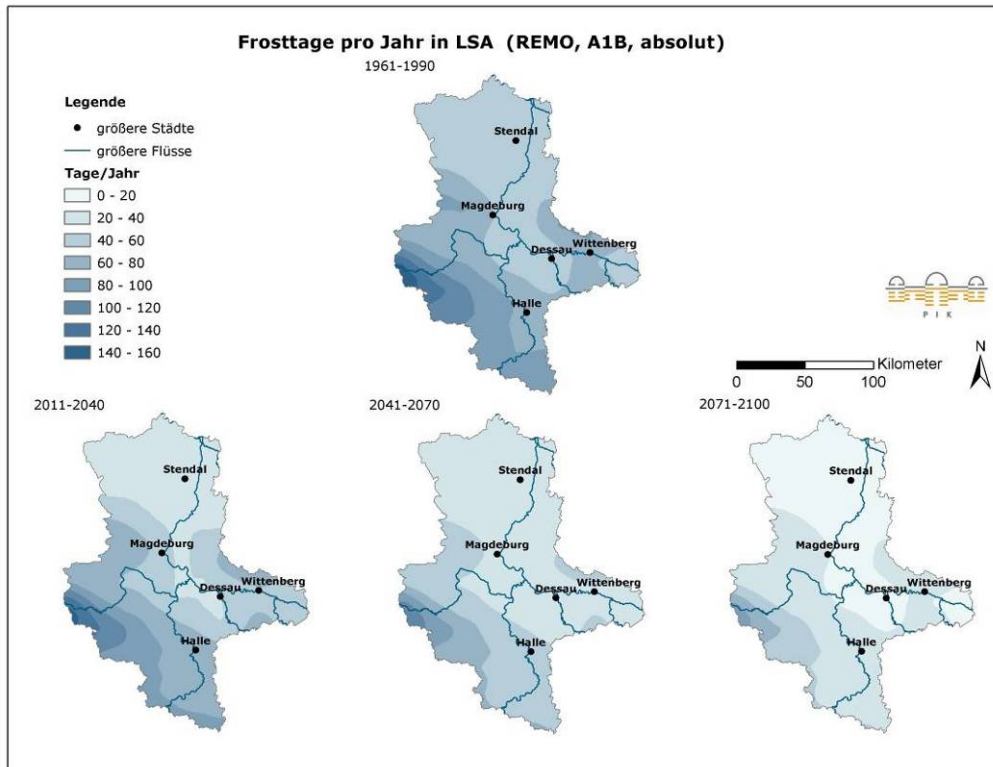 Frosttage pro Jahr in LSA (REMO, A1B, absolut)
1961-1990
Legende
größere Städte
größere Flüsse
Tage/Jahr
0 - 20
20 - 40
40 - 60
60 - 80
80 - 100
100 - 120
120 - 140
140 - 160
Stendal
Magdeburg
Dessau
Wittenberg
Halle
P I K
Kilometer
0 50 100
N
2011-2040
Stendal
Magdeburg
Dessau
Wittenberg
Halle
2041-2070
Stendal
Magdeburg
Dessau
Wittenberg
Halle
2071-2100
Stendal
Magdeburg
Dessau
Wittenberg
Halle